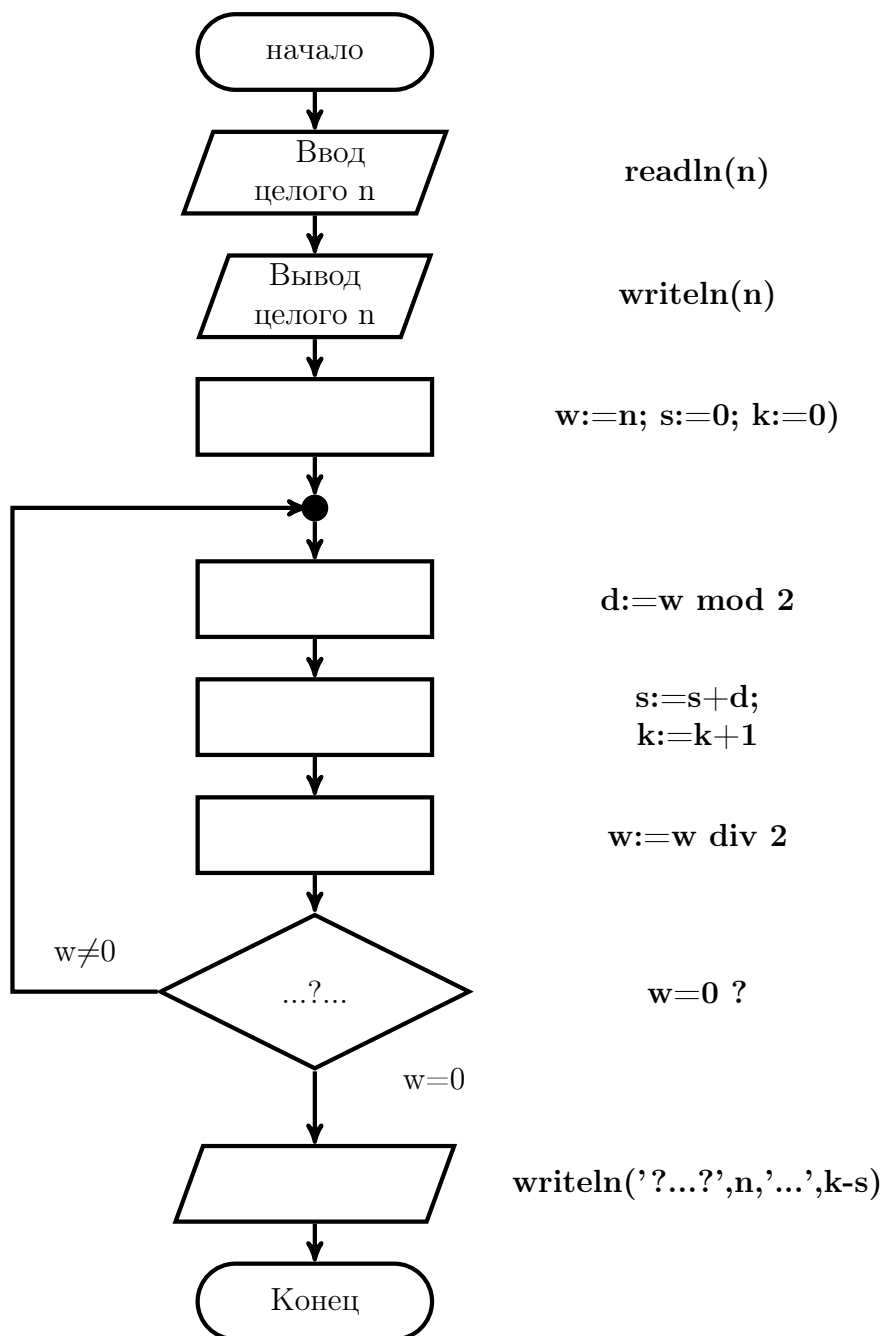 начало
Ввод
целого n
readln(n)
Вывод
целого n
writeln(n)
w:=n; s:=0; k:=0)
d:=w mod 2
s:=s+d;
k:=k+1
w:=w div 2
w≠0
...?...
w=0 ?
w=0
writeln('?...?',n,'...',k-s)
Конец